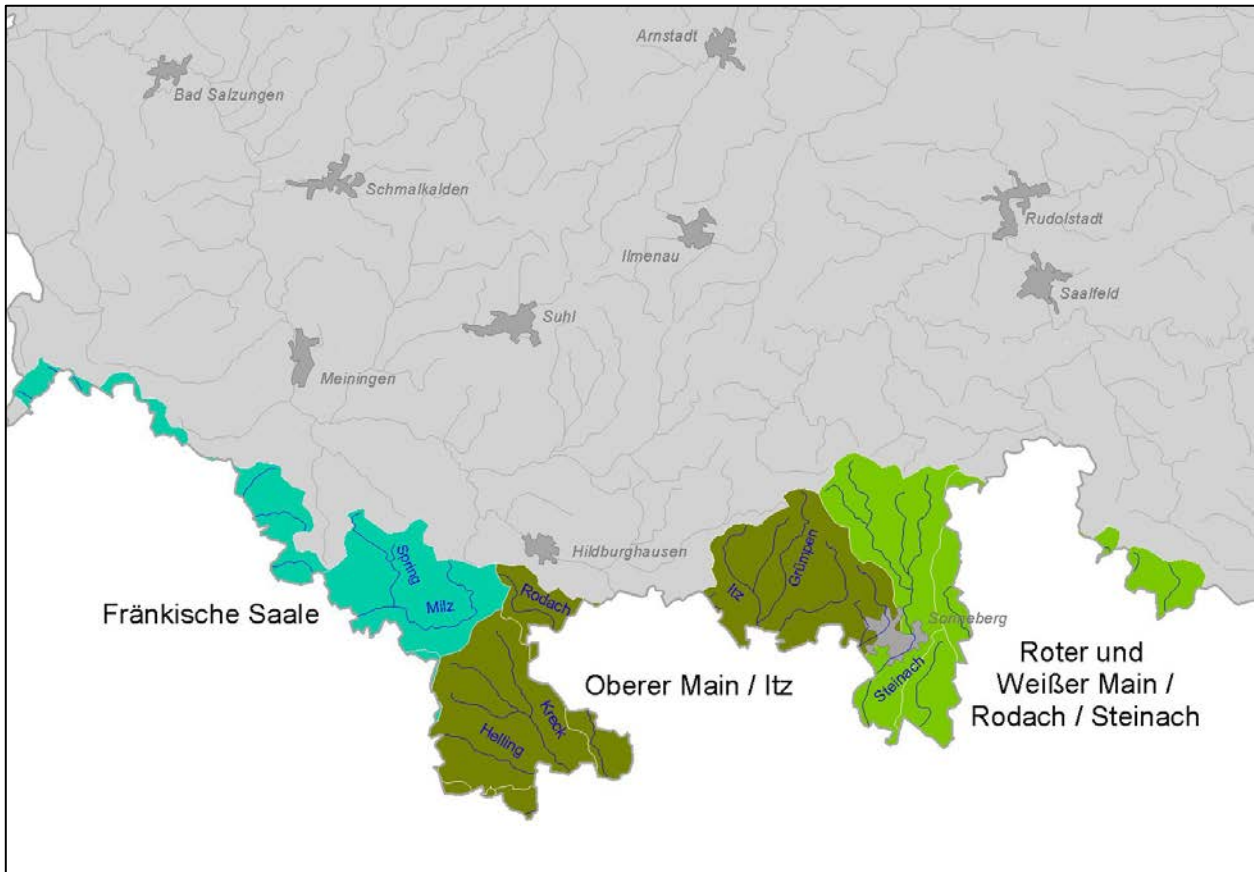 Arnstadt
Bad Salzungen
Schmalkalden
Rudolstadt
Ilmenau
Saalfeld
Suhl
Meiningen
Hildburghausen
Spring
Milz
Rodach
Itz
Grümpen
Fränkische Saale
Sonneberg
Oberer Main / Itz
Roter und
Weißer Main /
Rodach / Steinach
Steinach
Kreck
Helling